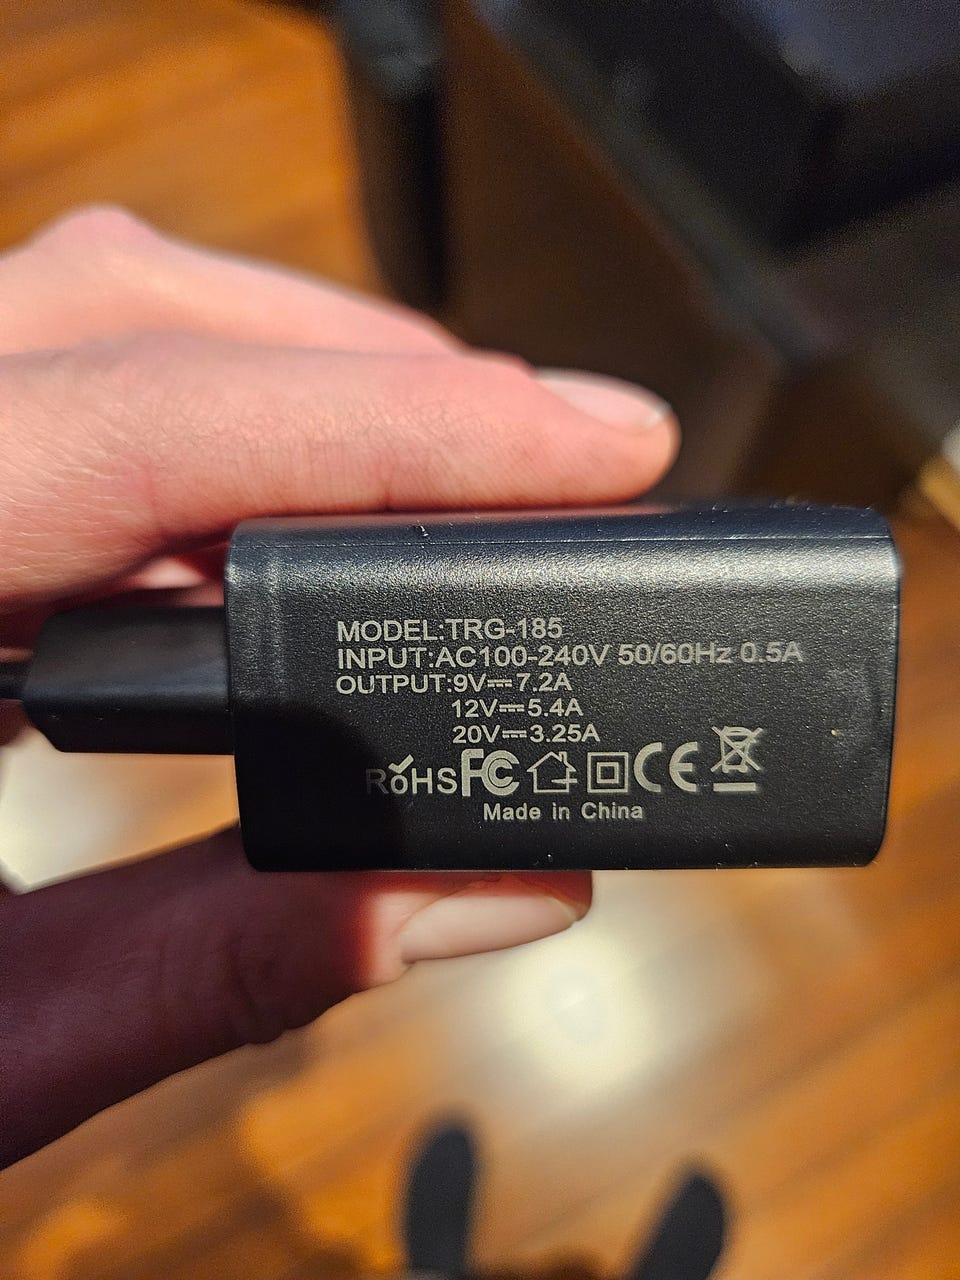 MODEL:TRG-185
INPUT:AC100-240V 50/60Hz 0.5A
OUTPUT:9V⎓7.2A
12V⎓5.4A
20V⎓3.25A
RoHS FC CE
Made in China